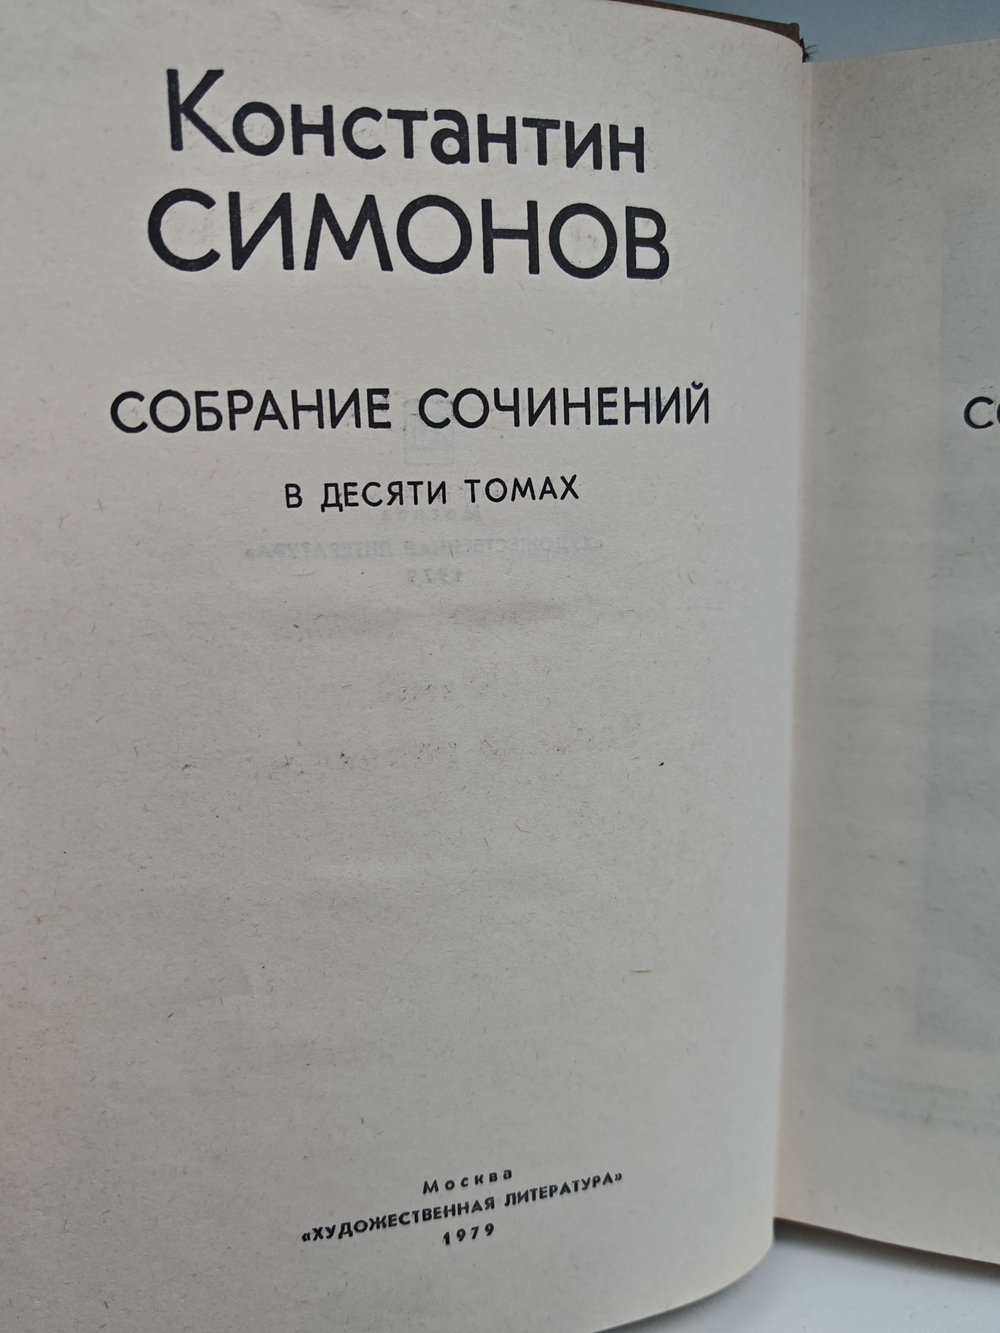 Константин
СИМОНОВ
СОБРАНИЕ СОЧИНЕНИЙ
В ДЕСЯТИ ТОМАХ
Москва
«ХУДОЖЕСТВЕННАЯ ЛИТЕРАТУРА»
1979